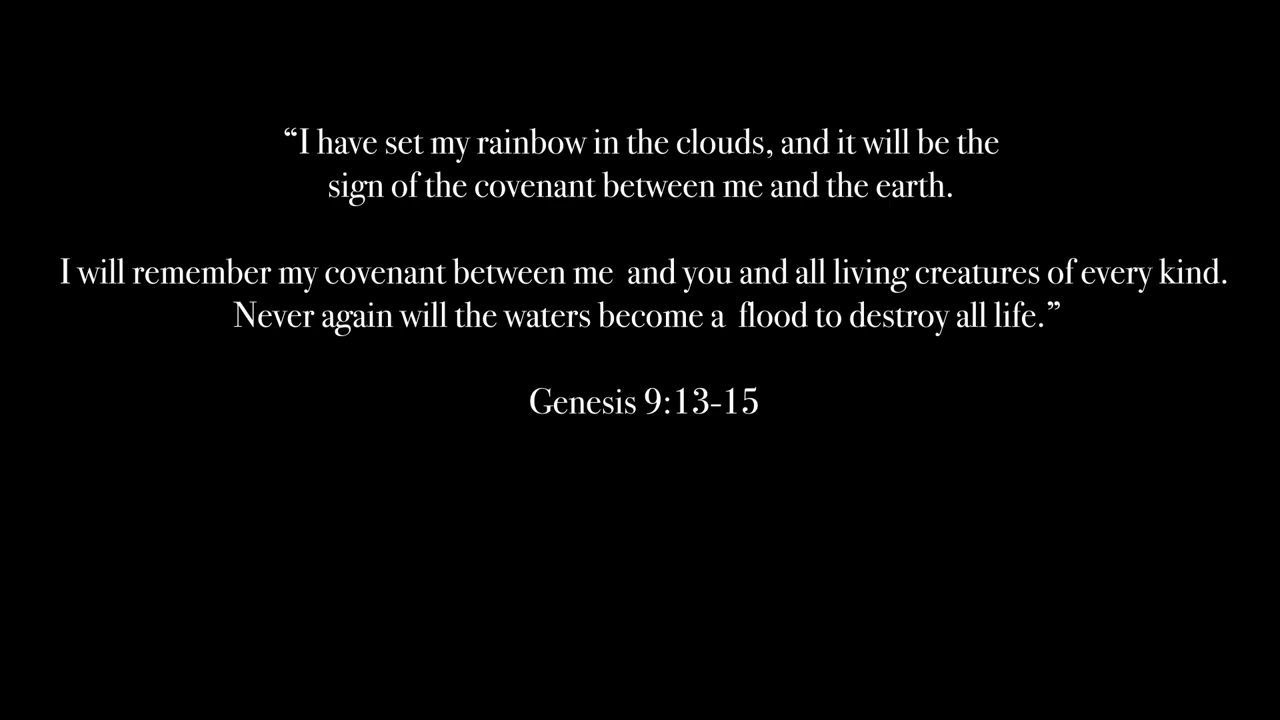 “I have set my rainbow in the clouds, and it will be the
sign of the covenant between me and the earth.
I will remember my covenant between me  and you and all living creatures of every kind.
Never again will the waters become a  flood to destroy all life.”
Genesis 9:13-15